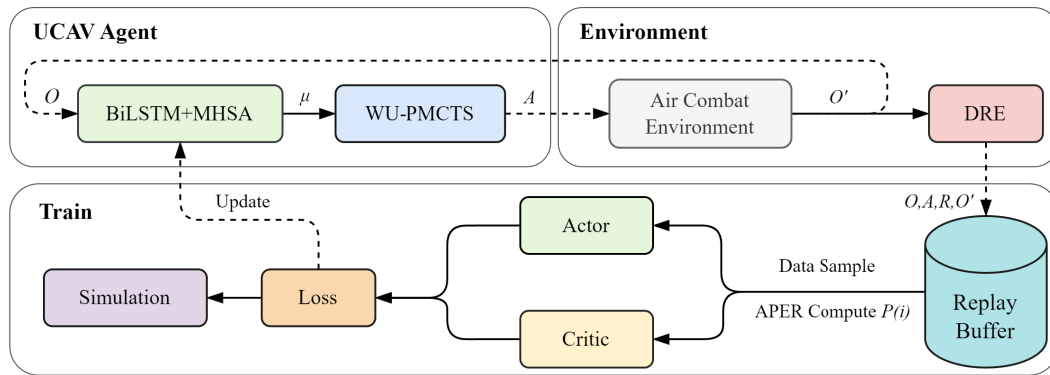 UCAV Agent
Environment
O
BiLSTM+MHSA
μ
WU-PMCTS
A
Air Combat
Environment
O'
DRE
Train
Update
O,A,R,O'
Actor
Data Sample
Simulation
Loss
APER Compute P(i)
Replay
Buffer
Critic